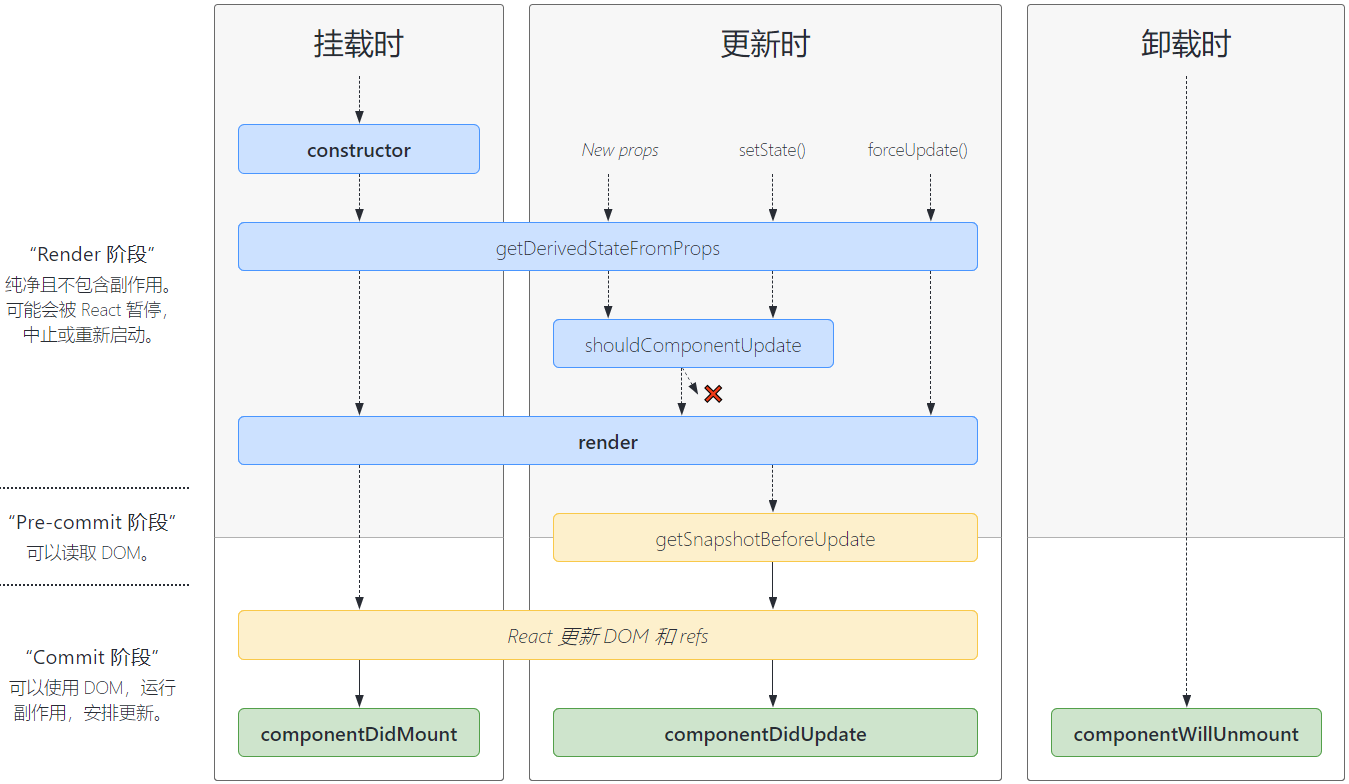 挂载时
更新时
卸载时
constructor
New props
setState()
forceUpdate()
getDerivedStateFromProps
“Render 阶段”
纯净且不包含副作用。
可能会被 React 暂停，
中止或重新启动。
shouldComponentUpdate
render
“Pre-commit 阶段”
可以读取 DOM。
getSnapshotBeforeUpdate
React 更新 DOM 和 refs
“Commit 阶段”
可以使用 DOM，运行
副作用，安排更新。
componentDidMount
componentDidUpdate
componentWillUnmount